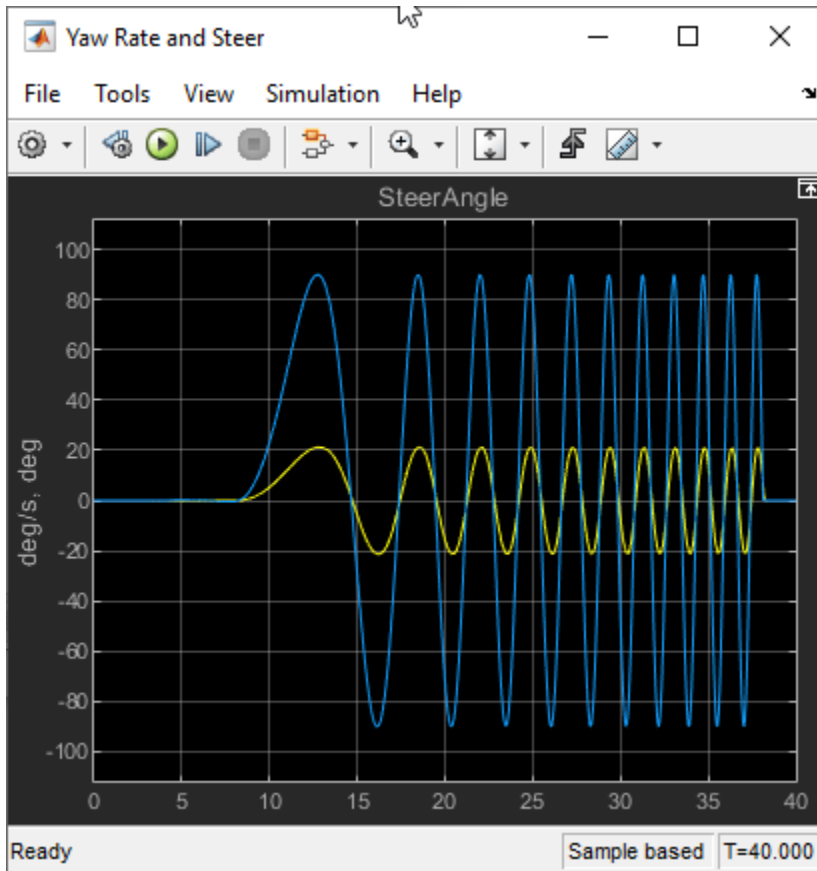 Yaw Rate and Steer
File Tools View Simulation Help
SteerAngle
deg/s, deg
100
80
60
40
20
0
-20
-40
-60
-80
-100
0 5 10 15 20 25 30 35 40
Ready Sample based T=40.000